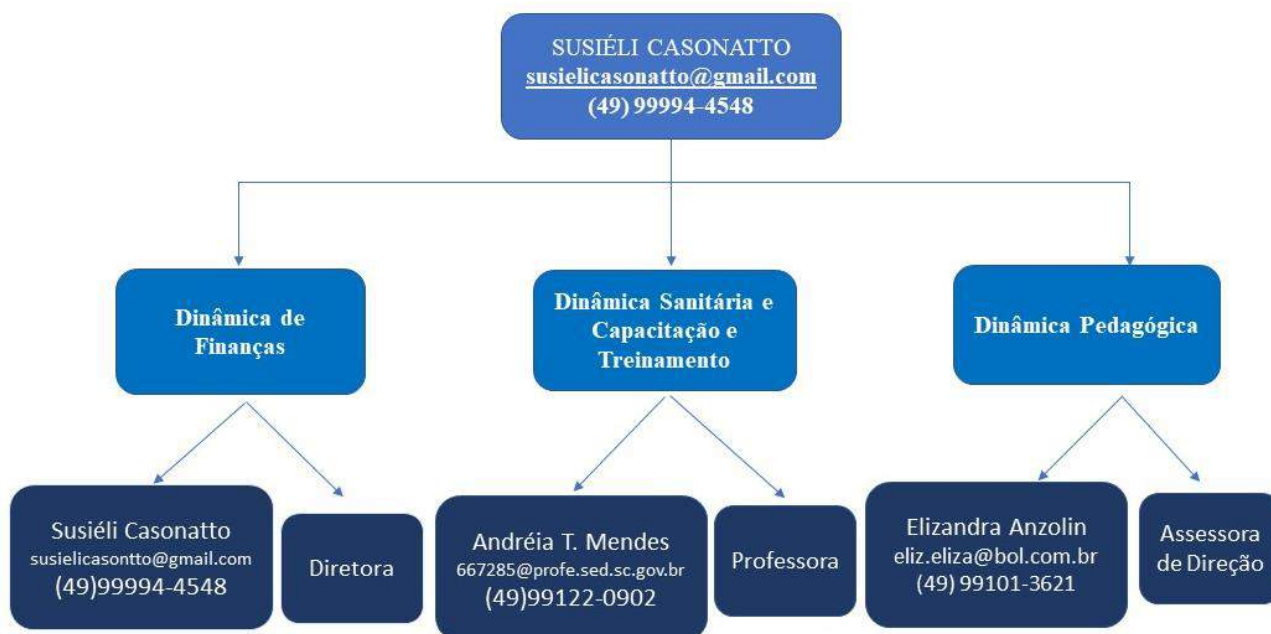 SUSIÉLI CASONATTO
susielicasonatto@gmail.com
(49) 99994-4548
Dinâmica de
Finanças
Dinâmica Sanitária e
Capacitação e
Treinamento
Dinâmica Pedagógica
Susiéli Casonatto
susielicasontto@gmail.com
(49)99994-4548
Diretora
Andréia T. Mendes
667285@profe.sed.sc.gov.br
(49)99122-0902
Professora
Elizandra Anzolin
eliz.eliza@bol.com.br
(49) 99101-3621
Assessora
de Direção